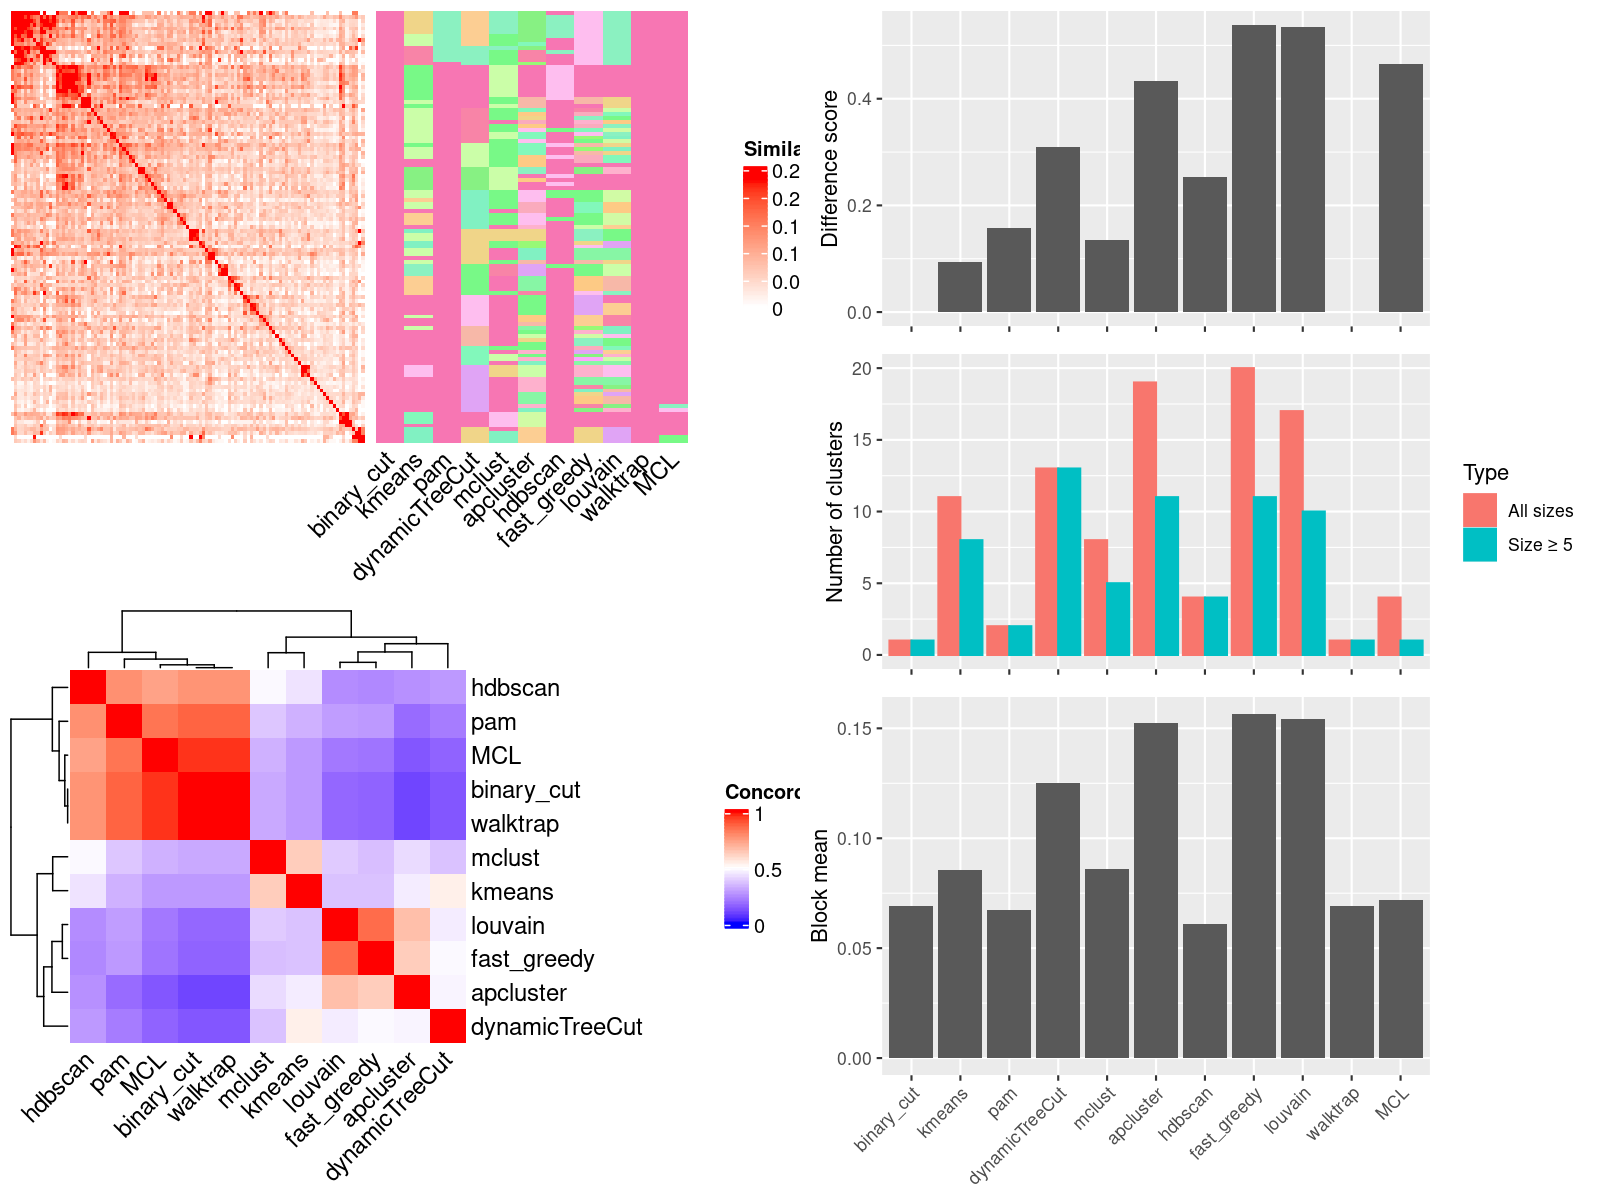 Simila
0.2
0.2
0.1
0.1
0.0
0
binary_cut
kmeans
pam
dynamicTreeCut
mclust
apcluster
hdbscan
fast_greedy
louvain
walktrap
MCL
hdbscan
pam
MCL
binary_cut
walktrap
mclust
kmeans
louvain
fast_greedy
apcluster
dynamicTreeCut
hdbscan
pam
MCL
binary_cut
walktrap
mclust
kmeans
louvain
fast_greedy
apcluster
dynamicTreeCut
Concord
1
0.5
0
Difference score
0.4
0.2
0.0
Number of clusters
20
15
10
5
0
Type
All sizes
Size ≥ 5
Block mean
0.15
0.10
0.05
0.00
binary_cut
kmeans
pam
dynamicTreeCut
mclust
apcluster
hdbscan
fast_greedy
louvain
walktrap
MCL